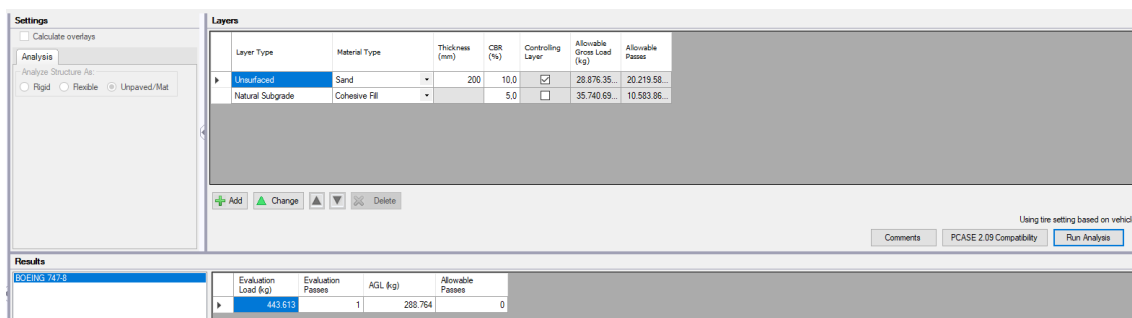 Settings
Calculate overlays
Analysis
Analyze Structure As:
Rigid Flexible Unpaved/Mat
Layers
Layer Type Material Type Thickness (mm) CBR (%) Controlling Layer Allowable Gross Load (kg) Allowable Passes
Unsurfaced Sand 200 10,0 28.876.35... 20.219.58...
Natural Subgrade Cohesive Fill 5,0 35.740.69... 10.583.86...
Add Change Delete
Using tire setting based on vehicl
Comments PCASE 2.09 Compatibility Run Analysis
Results
BOEING 747-8
Evaluation Load (kg) Evaluation Passes AGL (kg) Allowable Passes
443.613 1 288.764 0